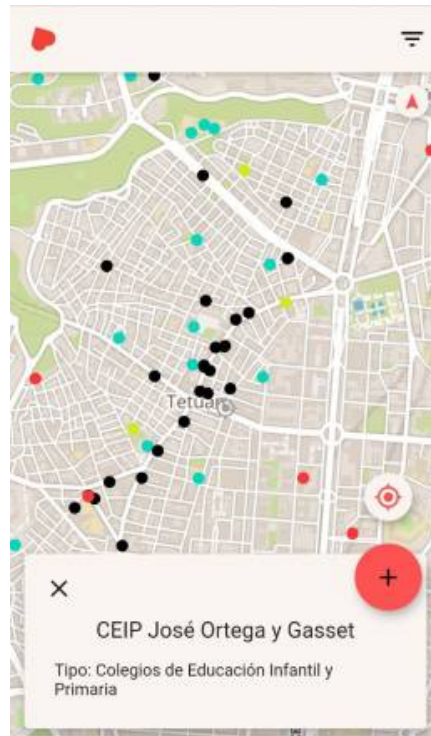 Tetuán
CEIP José Ortega y Gasset
Tipo: Colegios de Educación Infantil y
Primaria